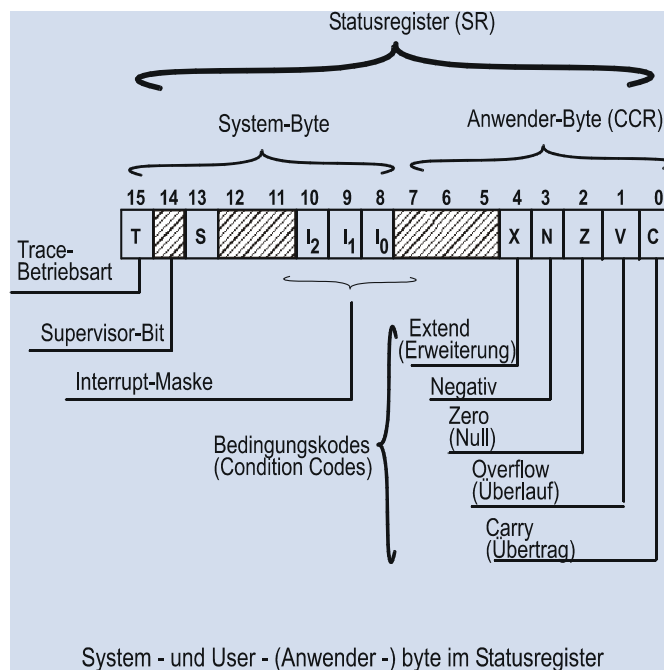 Statusregister (SR)
System-Byte
Anwender-Byte (CCR)
15 14 13 12 11 10 9 8 7 6 5 4 3 2 1 0
T S I2 I1 I0 X N Z V C
Trace-
Betriebsart
Supervisor-Bit
Interrupt-Maske
Bedingungskodes
(Condition Codes)
Extend
(Erweiterung)
Negativ
Zero
(Null)
Overflow
(Überlauf)
Carry
(Übertrag)
System - und User - (Anwender -) byte im Statusregister